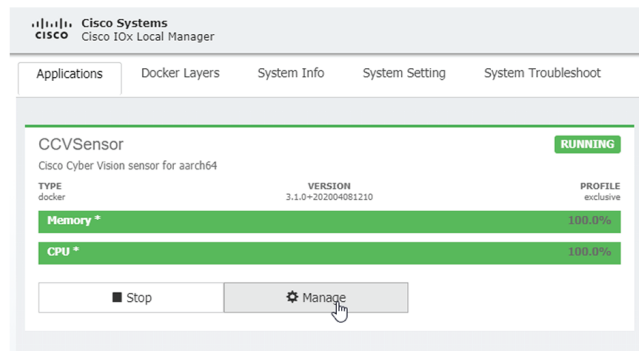 Cisco Systems
cisco Cisco IOx Local Manager
Applications Docker Layers System Info System Setting System Troubleshoot
CCVSensor RUNNING
Cisco Cyber Vision sensor for aarch64
TYPE VERSION PROFILE
docker 3.1.0+202004081210 exclusive
Memory * 100.0%
CPU * 100.0%
Stop Manage